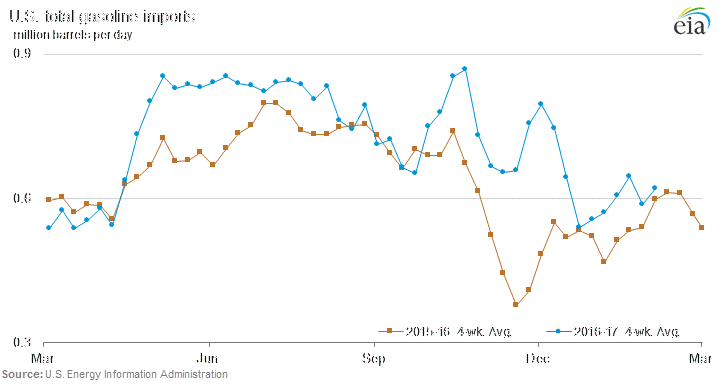 U.S. total gasoline imports
million barrels per day
eia
0.9
0.6
0.3
2015-16 4-wk. Avg.
2016-17 4-wk. Avg.
Mar
Jun
Sep
Dec
Mar
Source: U.S. Energy Information Administration